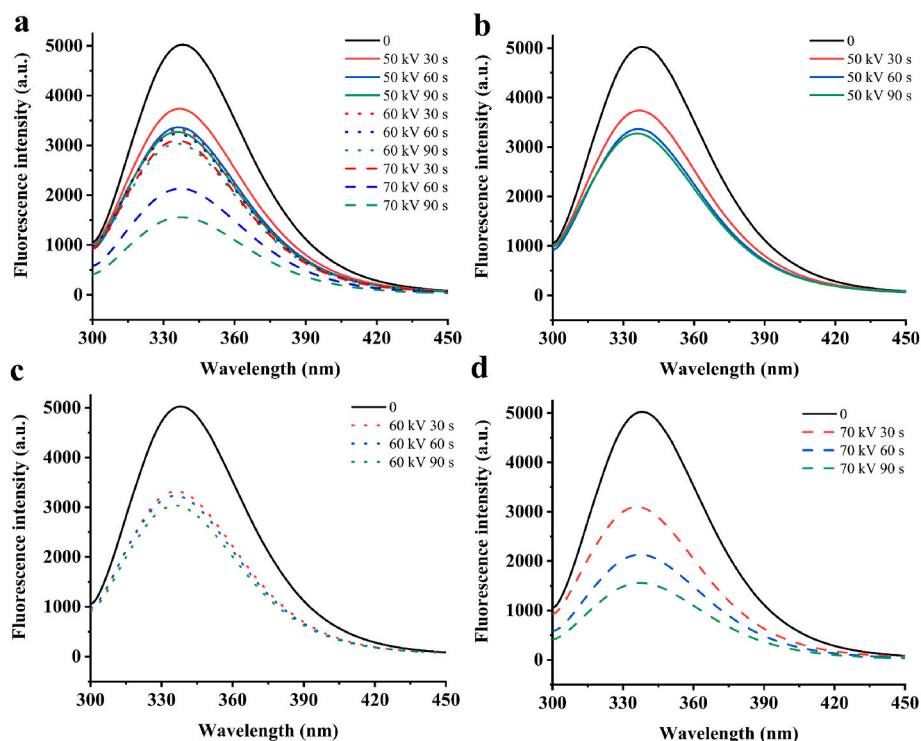 a
Fluorescence intensity (a.u.)
5000
4000
3000
2000
1000
0
300
330
360
390
420
450
Wavelength (nm)
0
50 kV 30 s
50 kV 60 s
50 kV 90 s
60 kV 30 s
60 kV 60 s
60 kV 90 s
70 kV 30 s
70 kV 60 s
70 kV 90 s
b
Fluorescence intensity (a.u.)
5000
4000
3000
2000
1000
0
300
330
360
390
420
450
Wavelength (nm)
0
50 kV 30 s
50 kV 60 s
50 kV 90 s
c
Fluorescence intensity (a.u.)
5000
4000
3000
2000
1000
0
300
330
360
390
420
450
Wavelength (nm)
0
60 kV 30 s
60 kV 60 s
60 kV 90 s
d
Fluorescence intensity (a.u.)
5000
4000
3000
2000
1000
0
300
330
360
390
420
450
Wavelength (nm)
0
70 kV 30 s
70 kV 60 s
70 kV 90 s